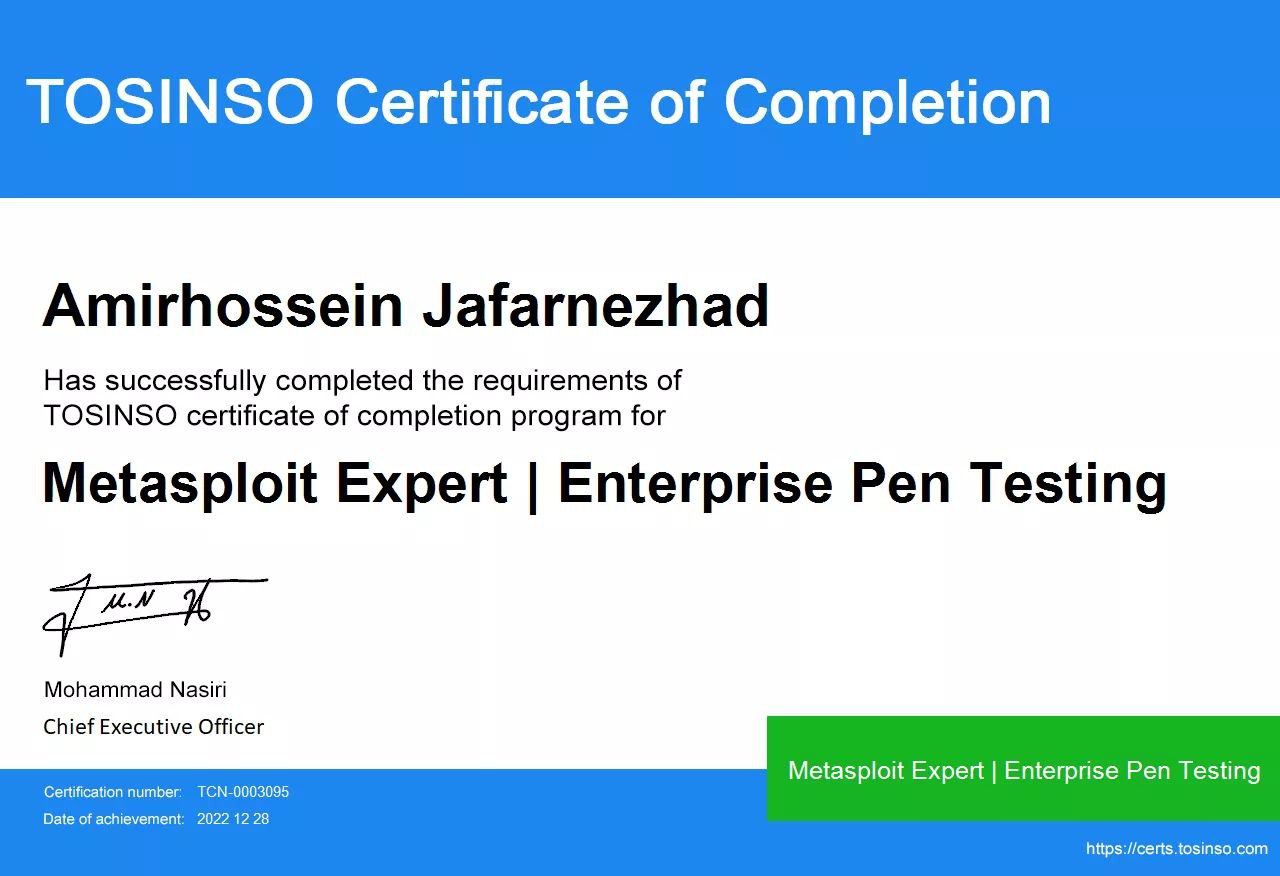 TOSINSO Certificate of Completion
Amirhossein Jafarnezhad
Has successfully completed the requirements of
TOSINSO certificate of completion program for
Metasploit Expert | Enterprise Pen Testing
M.N
Mohammad Nasiri
Chief Executive Officer
Metasploit Expert | Enterprise Pen Testing
Certification number: TCN-0003095
Date of achievement: 2022 12 28
https://certs.tosinso.com